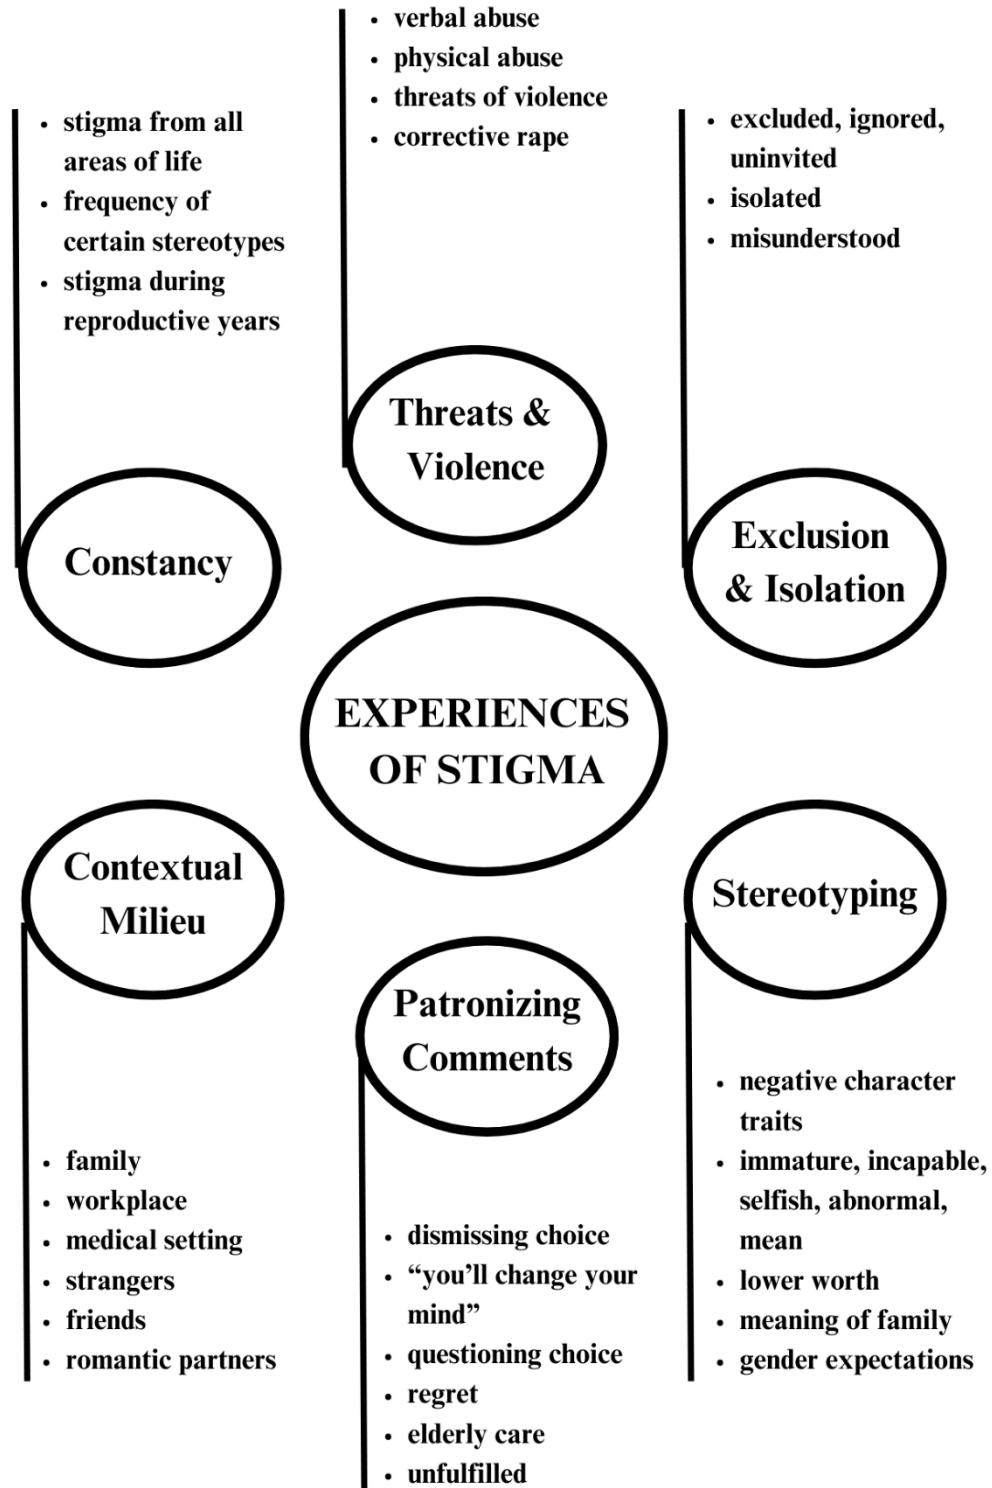 • verbal abuse
• physical abuse
• threats of violence
• corrective rape
• stigma from all
areas of life
• frequency of
certain stereotypes
• stigma during
reproductive years
• excluded, ignored,
uninvited
• isolated
• misunderstood
Threats &
Violence
Constancy
Exclusion
& Isolation
EXPERIENCES
OF STIGMA
Contextual
Milieu
Stereotyping
Patronizing
Comments
• family
• workplace
• medical setting
• strangers
• friends
• romantic partners
• dismissing choice
• “you’ll change your
mind”
• questioning choice
• regret
• elderly care
• unfulfilled
• negative character
traits
• immature, incapable,
selfish, abnormal,
mean
• lower worth
• meaning of family
• gender expectations